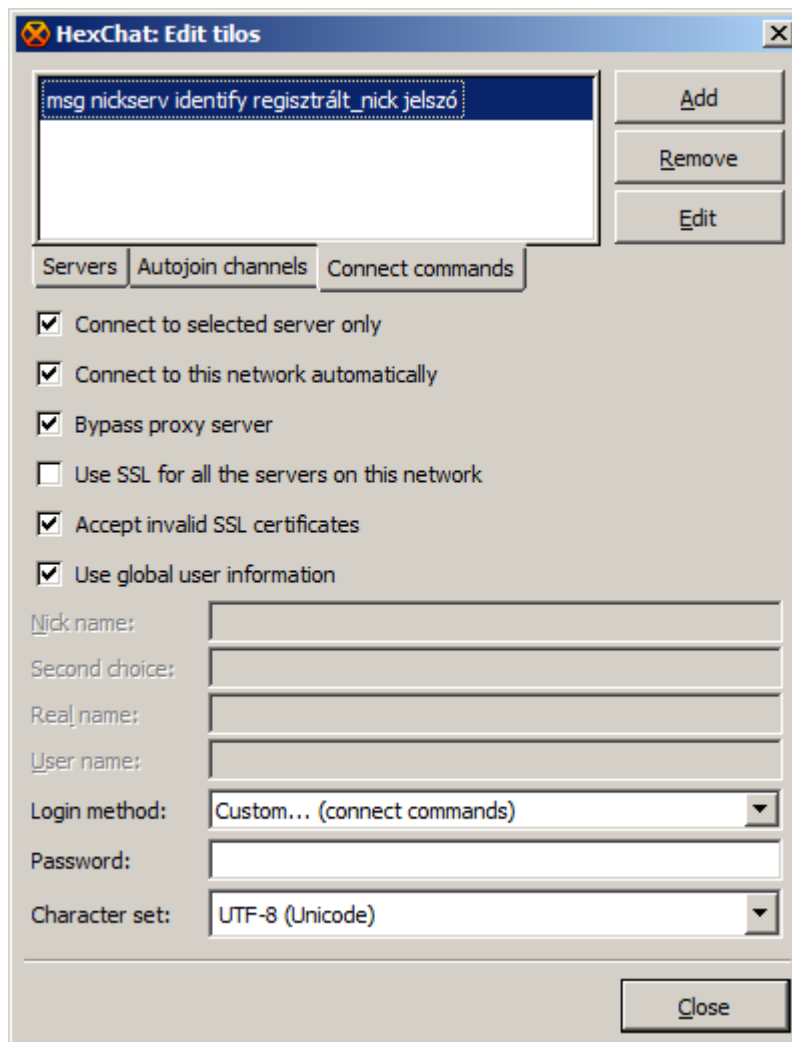 HexChat: Edit tilos
msg nickserv identify regisztrált_nick jelszó
Add
Remove
Edit
Servers Autojoin channels Connect commands
Connect to selected server only
Connect to this network automatically
Bypass proxy server
Use SSL for all the servers on this network
Accept invalid SSL certificates
Use global user information
Nick name:
Second choice:
Real name:
User name:
Login method: Custom... (connect commands)
Password:
Character set: UTF-8 (Unicode)
Close